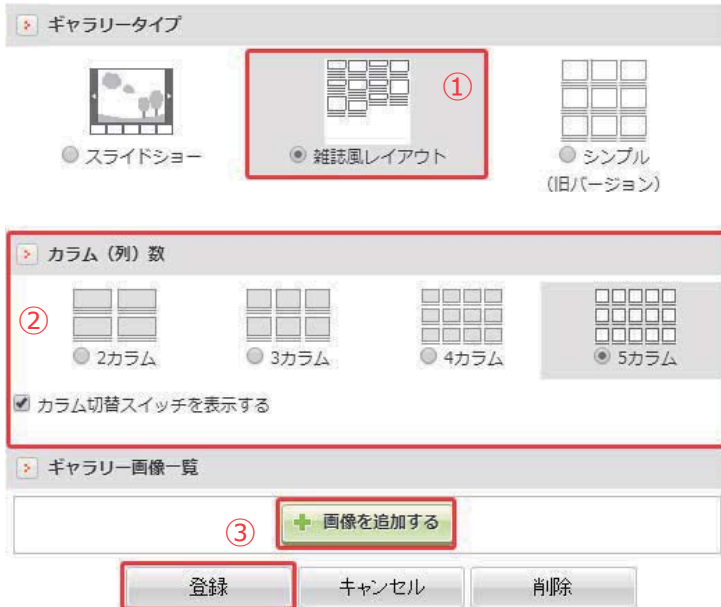 ギャラリータイプ
①
スライドショー
雑誌風レイアウト
シンプル
(旧バージョン)
カラム（列）数
②
2カラム
3カラム
4カラム
5カラム
カラム切替スイッチを表示する
ギャラリー画像一覧
③
画像を追加する
登録
キャンセル
削除